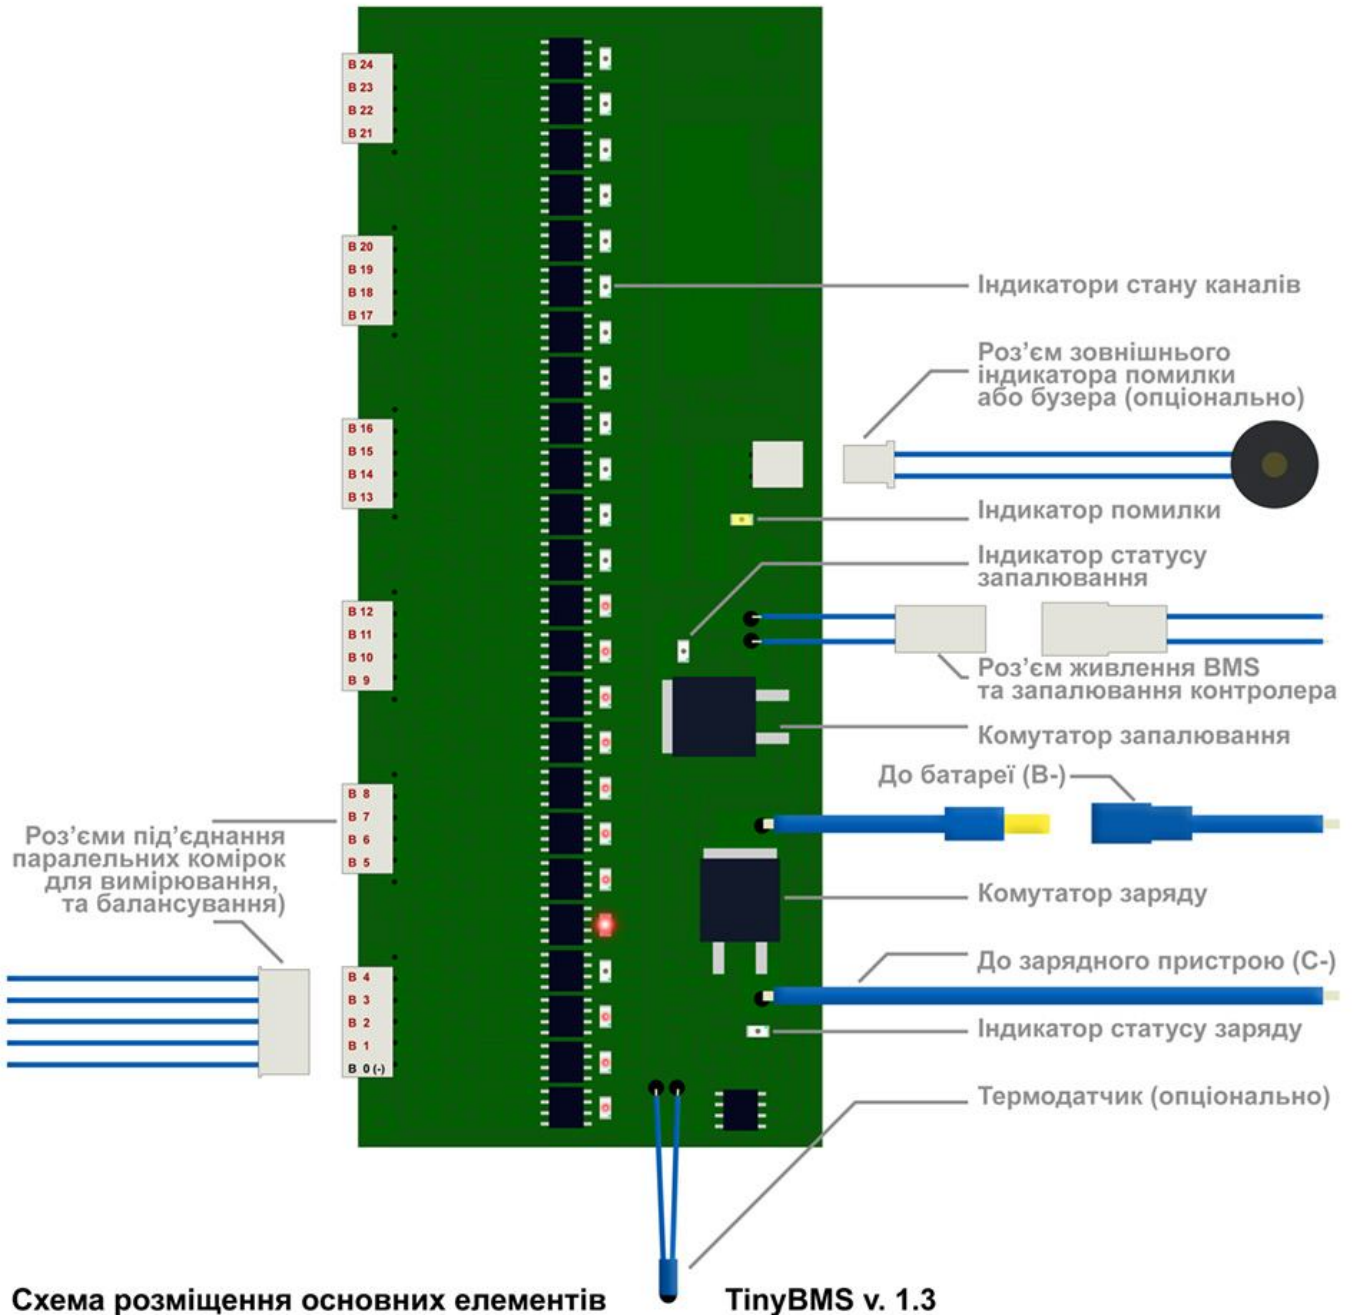 B 24
B 23
B 22
B 21
B 20
B 19
B 18
B 17
Індикатори стану каналів
Роз’єм зовнішнього
індикатора помилки
або бузера (опціонально)
B 16
B 15
B 14
B 13
Індикатор помилки
Індикатор статусу
запалювання
B 12
B 11
B 10
B 9
Роз’єм живлення BMS
та запалювання контролера
Комутатор запалювання
До батареї (B-)
B 8
B 7
B 6
B 5
Роз’єми під’єднання
паралельних комірок
для вимірювання,
та балансування)
Комутатор заряду
До зарядного пристрою (C-)
B 4
B 3
B 2
B 1
B 0 (-)
Індикатор статусу заряду
Термодатчик (опціонально)
Схема розміщення основних елементів TinyBMS v. 1.3